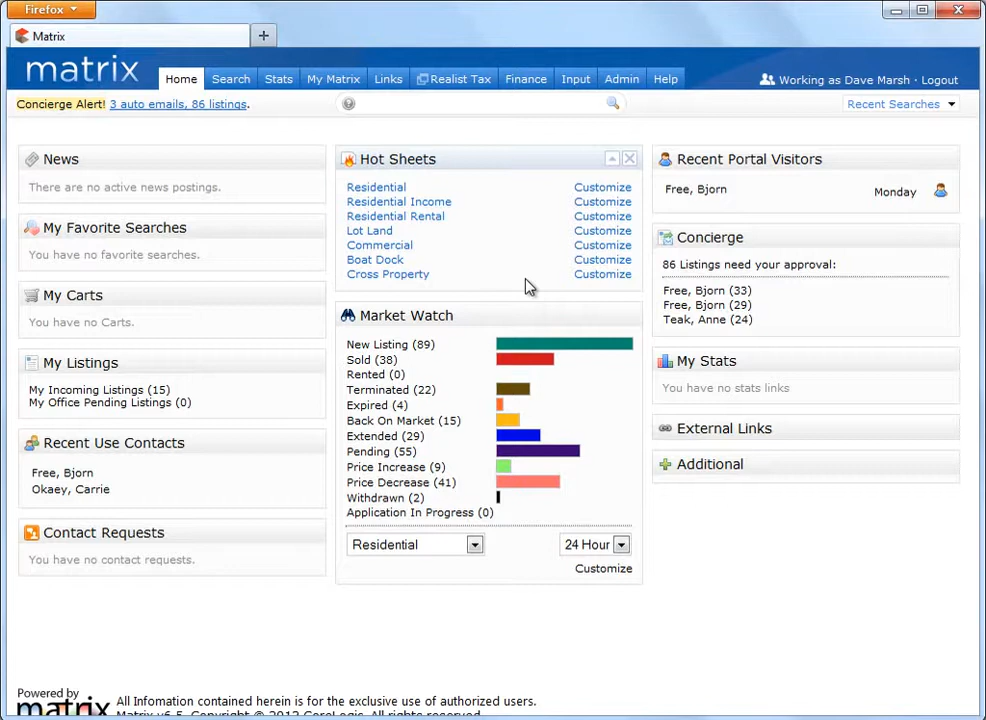 Firefox
Matrix
matrix
Home Search Stats My Matrix Links Realist Tax Finance Input Admin Help
Working as Dave Marsh · Logout
Concierge Alert! 3 auto emails, 86 listings.
Recent Searches
News
There are no active news postings.
My Favorite Searches
You have no favorite searches.
My Carts
You have no Carts.
My Listings
My Incoming Listings (15)
My Office Pending Listings (0)
Recent Use Contacts
Free, Bjorn
Okaey, Carrie
Contact Requests
You have no contact requests.
Hot Sheets
Residential Customize
Residential Income Customize
Residential Rental Customize
Lot Land Customize
Commercial Customize
Boat Dock Customize
Cross Property Customize
Market Watch
New Listing (89)
Sold (38)
Rented (0)
Terminated (22)
Expired (4)
Back On Market (15)
Extended (29)
Pending (55)
Price Increase (9)
Price Decrease (41)
Withdrawn (2)
Application In Progress (0)
Residential 24 Hour
Customize
Recent Portal Visitors
Free, Bjorn Monday
Concierge
86 Listings need your approval:
Free, Bjorn (33)
Free, Bjorn (29)
Teak, Anne (24)
My Stats
You have no stats links
External Links
Additional
Powered by
matrix
All Infomation contained herein is for the exclusive use of authorized users.
Matrix v6.5, Copyright © 2012 CoreLogic. All rights reserved.